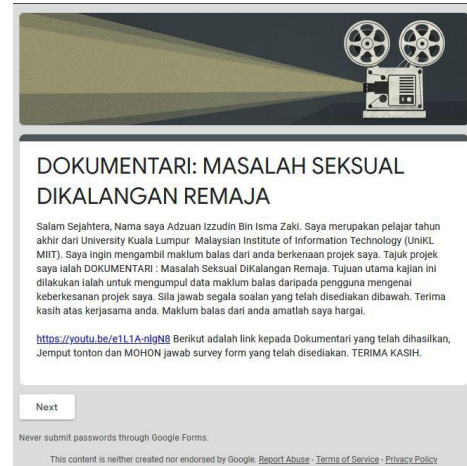 DOKUMENTARI: MASALAH SEKSUAL
DIKALANGAN REMAJA
Salam Sejahtera, Nama saya Adzuan Izzudin Bin Isma Zaki. Saya merupakan pelajar tahun
akhir dari University Kuala Lumpur Malaysian Institute of Information Technology (UniKL
MIIT). Saya ingin mengambil maklum balas dari anda berkenaan projek saya. Tajuk projek
saya ialah DOKUMENTARI : Masalah Seksual DiKalangan Remaja. Tujuan utama kajian ini
dilakukan ialah untuk mengumput data maklum balas daripada pengguna mengenai
keberkesanan projek saya. Sila jawab segala soalan yang telah disediakan dibawah. Terima
kasih atas kerjasama anda. Maklum balas dari anda amatlah saya hargai.
https://youtu.be/e1L1A-nlgN8 Berikut adalah link kepada Dokumentari yang telah dihasilkan,
Jemput tonton dan MOHON jawab survey form yang telah disediakan. TERIMA KASIH.
Next
Never submit passwords through Google Forms.
This content is neither created nor endorsed by Google. Report Abuse - Terms of Service - Privacy Policy